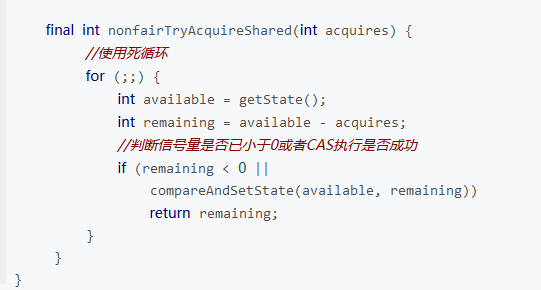 final int nonfairTryAcquireShared(int acquires) {
//使用死循环
for (;;) {
int available = getState();
int remaining = available - acquires;
//判断信号量是否已小于0或者CAS执行是否成功
if (remaining < 0 ||
compareAndSetState(available, remaining))
return remaining;
}
}
}